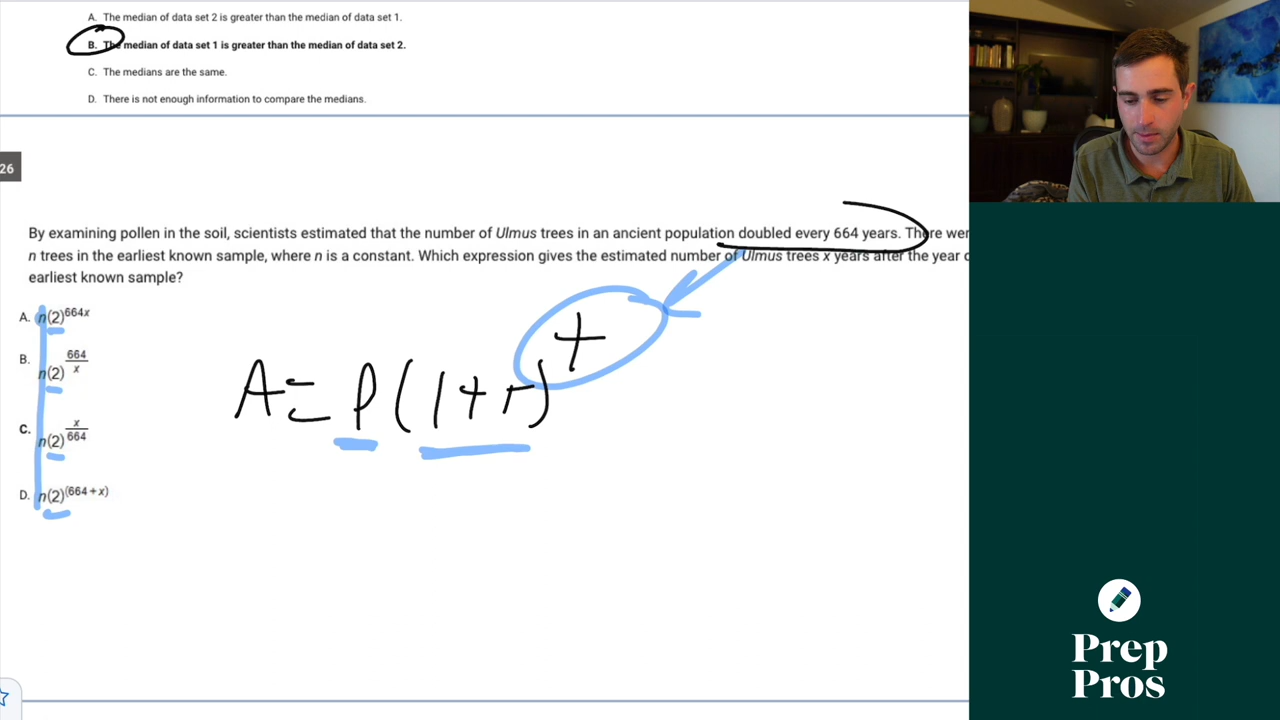 A. The median of data set 2 is greater than the median of data set 1.
B. The median of data set 1 is greater than the median of data set 2.
C. The medians are the same.
D. There is not enough information to compare the medians.
26
By examining pollen in the soil, scientists estimated that the number of Ulmus trees in an ancient population doubled every 664 years. There wer
n trees in the earliest known sample, where n is a constant. Which expression gives the estimated number of Ulmus trees x years after the year o
earliest known sample?
A. n(2)^{664x}
B. n(2)^{\frac{664}{x}}
C. n(2)^{\frac{x}{664}}
D. n(2)^{(664+x)}
A = P(1+r)^t
Prep
Pros